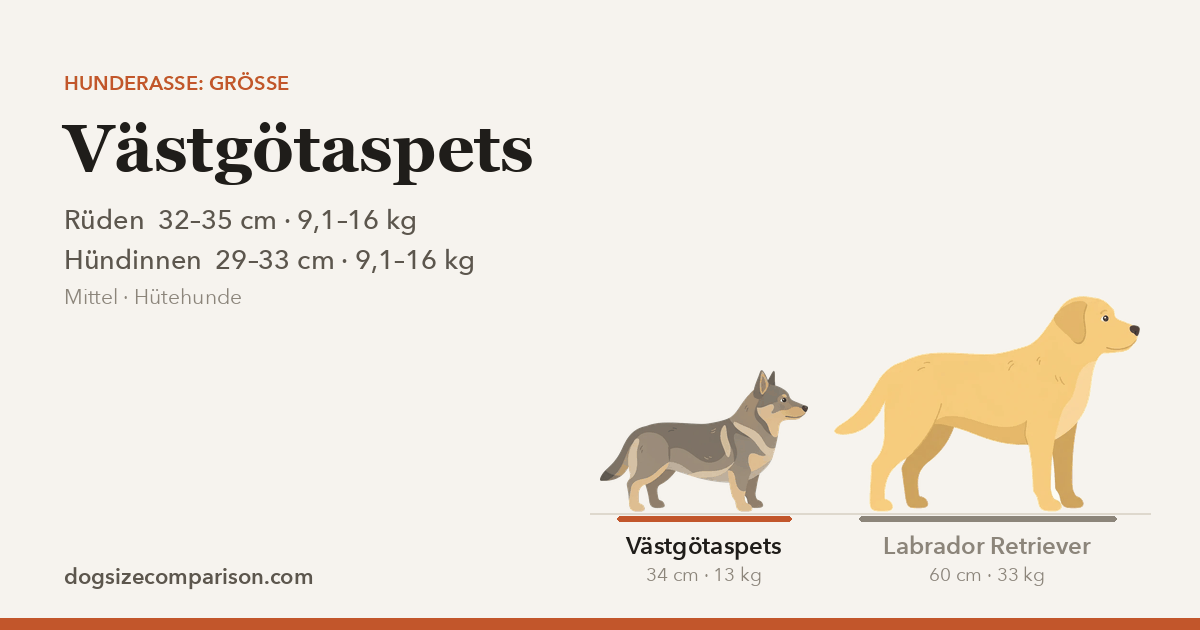 HUNDERASSE: GRÖSSE
Västgötaspets
Rüden 32–35 cm · 9,1–16 kg
Hündinnen 29–33 cm · 9,1–16 kg
Mittel · Hütehunde
Västgötaspets
34 cm · 13 kg
Labrador Retriever
60 cm · 33 kg
dogsizecomparison.com